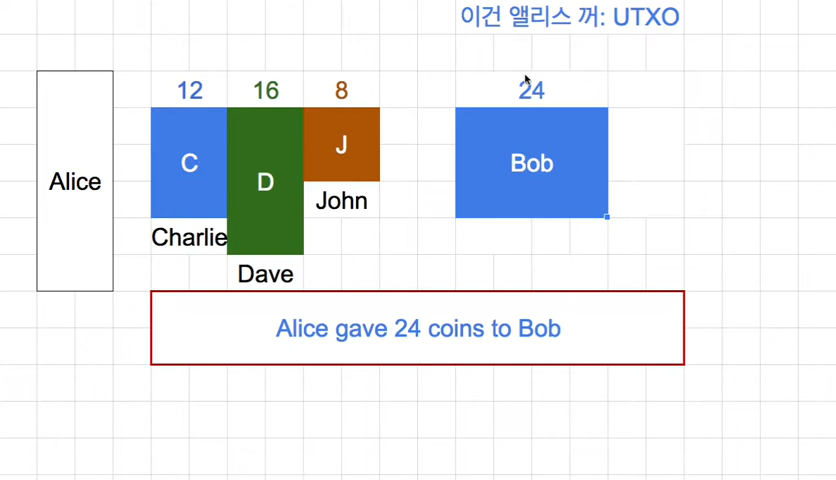 이건 앨리스 꺼: UTXO
12 16 8 24
Alice
C D J Bob
Charlie
Dave
John
Alice gave 24 coins to Bob